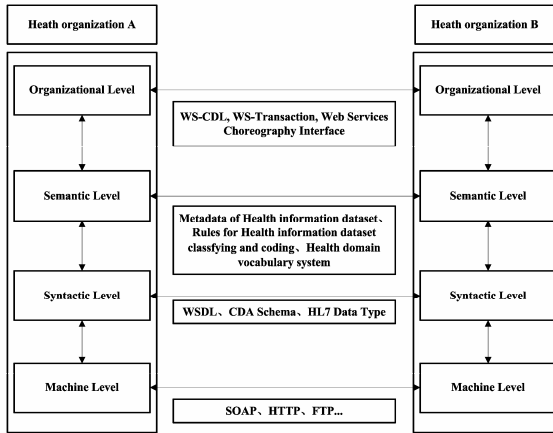 Heath organization A
Heath organization B
Organizational Level
Organizational Level
WS-CDL, WS-Transaction, Web Services
Choreography Interface
Semantic Level
Semantic Level
Metadata of Health information dataset、
Rules for Health information dataset
classfying and coding、Health domain
vocabulary system
Syntactic Level
Syntactic Level
WSDL、CDA Schema、HL7 Data Type
Machine Level
Machine Level
SOAP、HTTP、FTP...